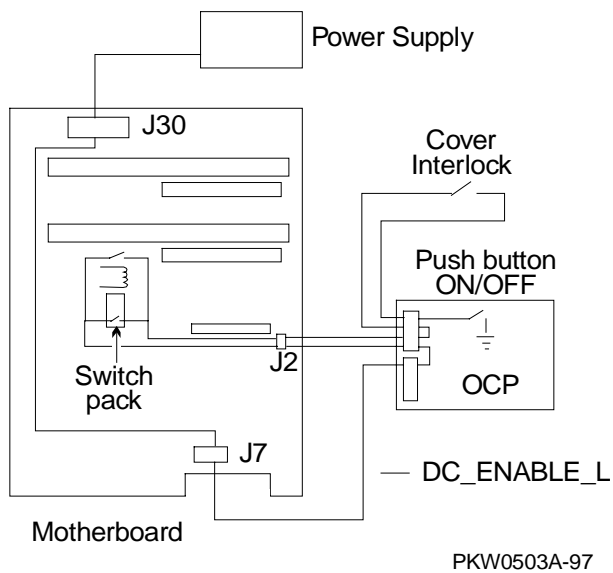 Power Supply
J30
Cover
Interlock
Push button
ON/OFF
J2
Switch
pack
OCP
J7
DC_ENABLE_L
Motherboard
PKW0503A-97